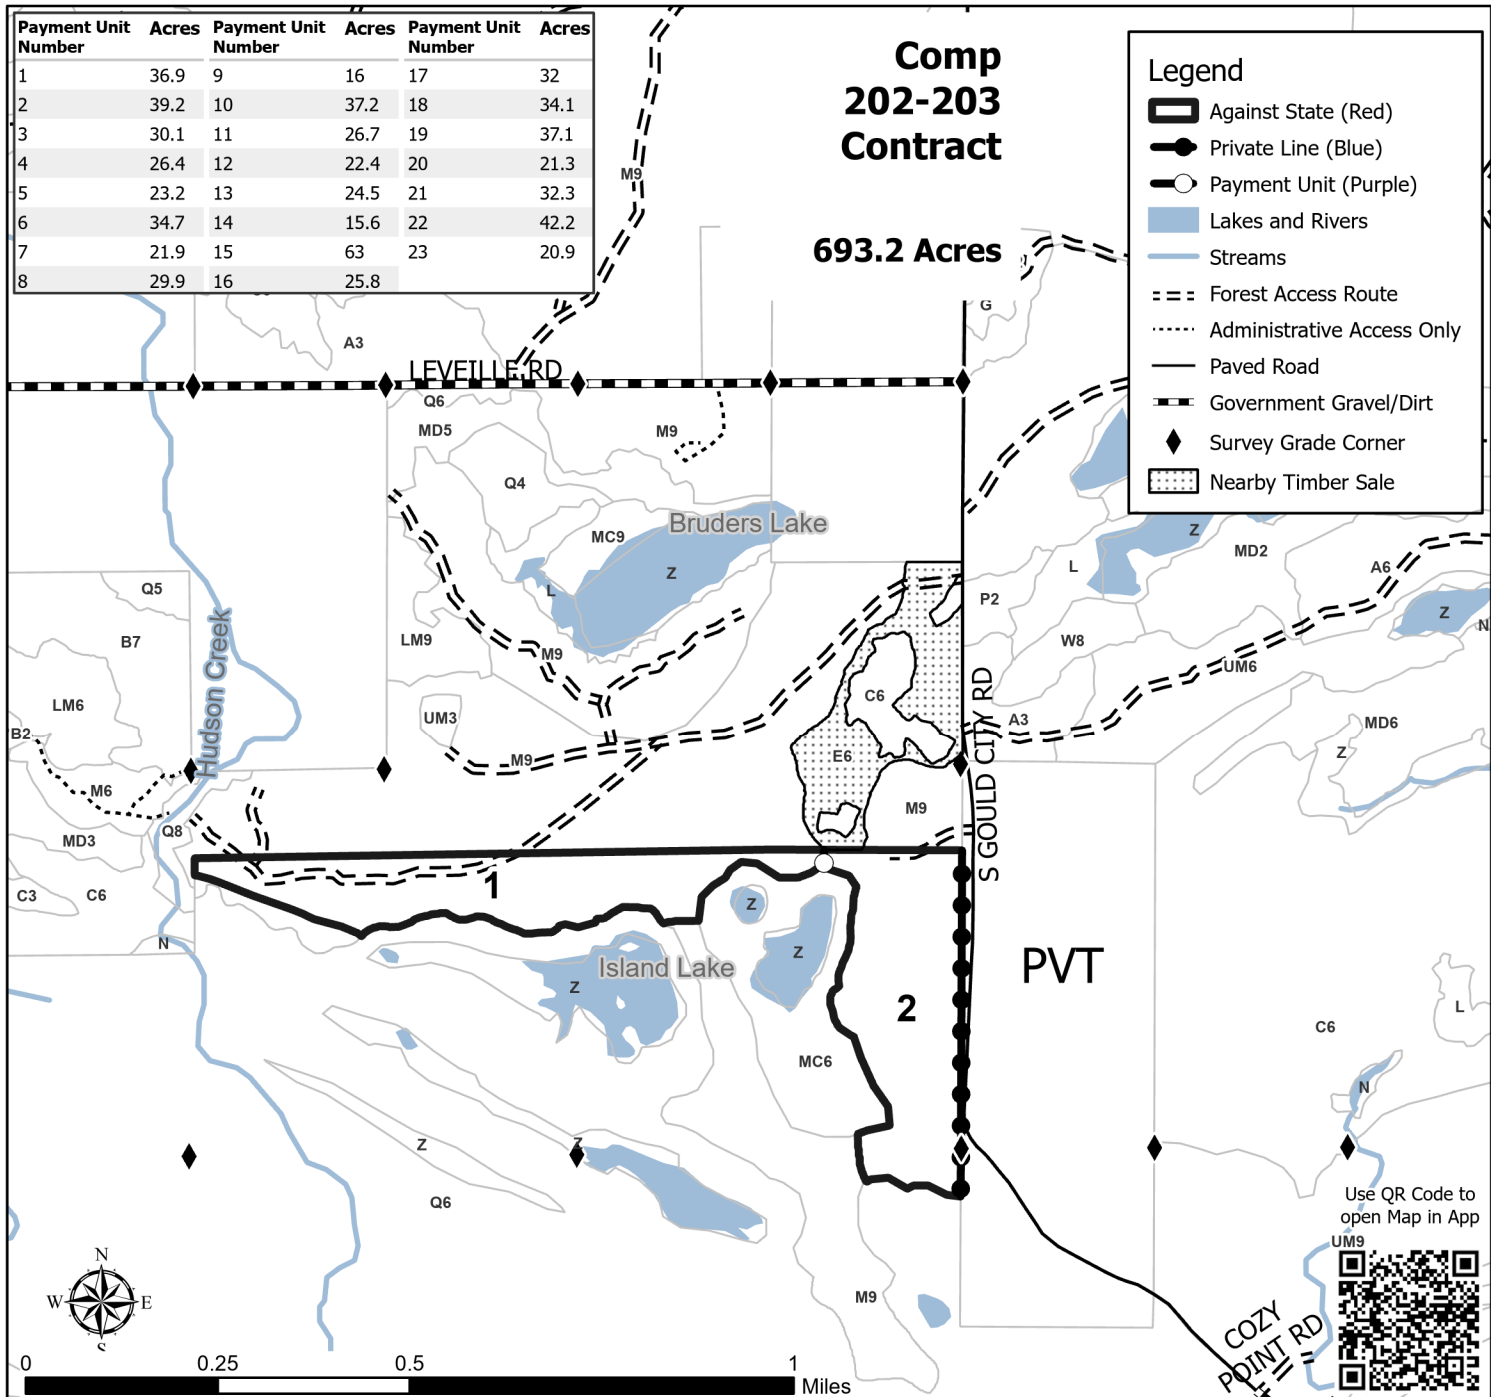 Payment Unit Number Acres Payment Unit Number Acres Payment Unit Number Acres
1 36.9 9 16 17 32
2 39.2 10 37.2 18 34.1
3 30.1 11 26.7 19 37.1
4 26.4 12 22.4 20 21.3
5 23.2 13 24.5 21 32.3
6 34.7 14 15.6 22 42.2
7 21.9 15 63 23 20.9
8 29.9 16 25.8
Comp
202-203
Contract
693.2 Acres
Legend
Against State (Red)
Private Line (Blue)
Payment Unit (Purple)
Lakes and Rivers
Streams
Forest Access Route
Administrative Access Only
Paved Road
Government Gravel/Dirt
Survey Grade Corner
Nearby Timber Sale
M9
G
A3
LEVEILLE RD
Q6
MD5
M9
Q4
MC9
Bruders Lake
Z
L
Z
MD2
L
A6
Q5
P2
Z
N
B7
LM9
M9
W8
UM6
Hudson Creek
LM6
B2
UM3
C6
A3
MD6
Z
M9
E6
S GOULD CITY RD
M6
M9
MD3
Q8
C3
C6
1
Z
N
Z
Island Lake
Z
PVT
2
L
C6
MC6
N
Z
Z
Q6
Use QR Code to
open Map in App
UM9
M9
N
W E
S
COZY
POINT RD
0 0.25 0.5 1
Miles